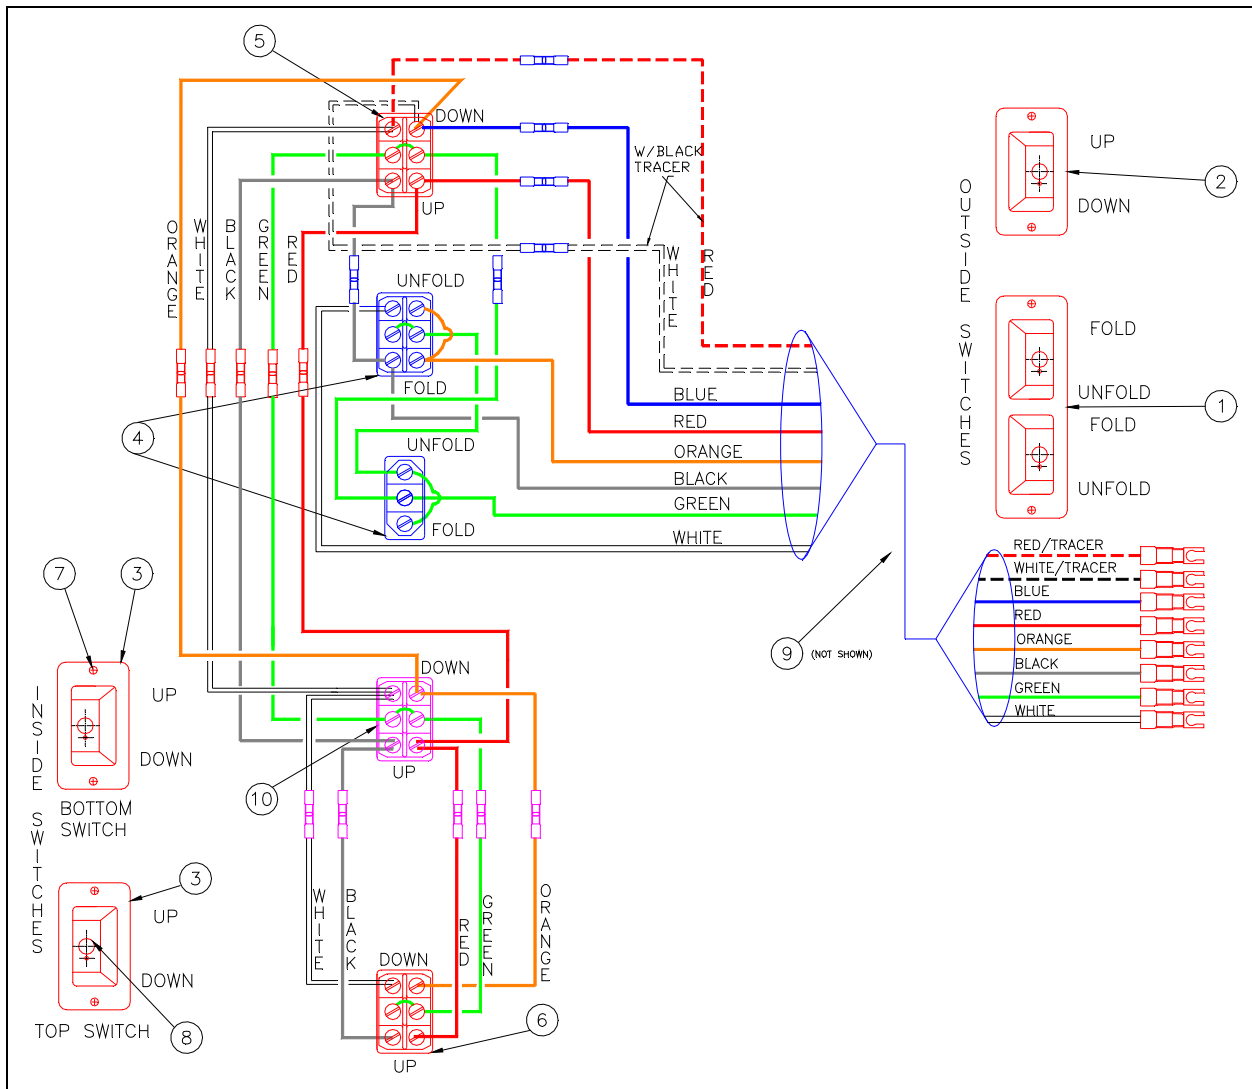 5
DOWN
W/BLACK
TRACER
UP
2
DOWN
UP
OUTSIDE SWITCHES
ORANGE
WHITE
BLACK
GREEN
RED
WHITE
RED
UNFOLD
FOLD
FOLD
UNFOLD
FOLD
UNFOLD
1
4
UNFOLD
FOLD
BLUE
RED
ORANGE
BLACK
GREEN
WHITE
RED/TRACER
WHITE/TRACER
BLUE
RED
ORANGE
BLACK
GREEN
WHITE
9
(NOT SHOWN)
7
3
UP
DOWN
INSIDE SWITCHES
BOTTOM
SWITCH
DOWN
UP
10
3
UP
DOWN
TOP SWITCH
8
WHITE
BLACK
RED
GREEN
ORANGE
DOWN
UP
6